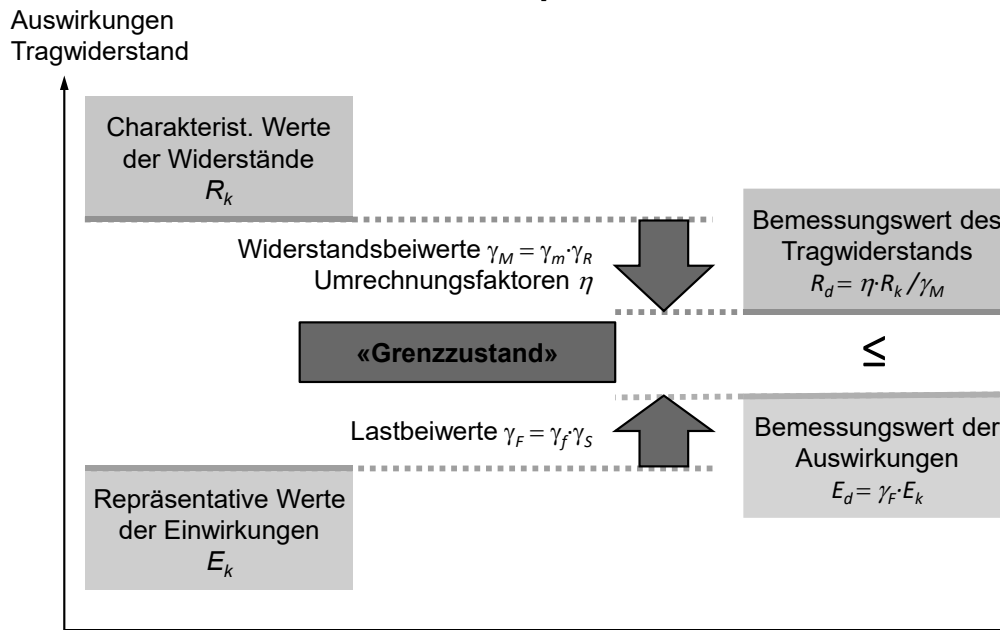 Auswirkungen
Tragwiderstand
Charakterist. Werte
der Widerstände
R_k
Widerstandsbeiwerte γ_M = γ_m·γ_R
Umrechnungsfaktoren η
Bemessungswert des
Tragwiderstands
R_d = η·R_k/γ_M
«Grenzzustand»
≤
Lastbeiwerte γ_F = γ_f·γ_S
Bemessungswert der
Auswirkungen
E_d = γ_F·E_k
Repräsentative Werte
der Einwirkungen
E_k